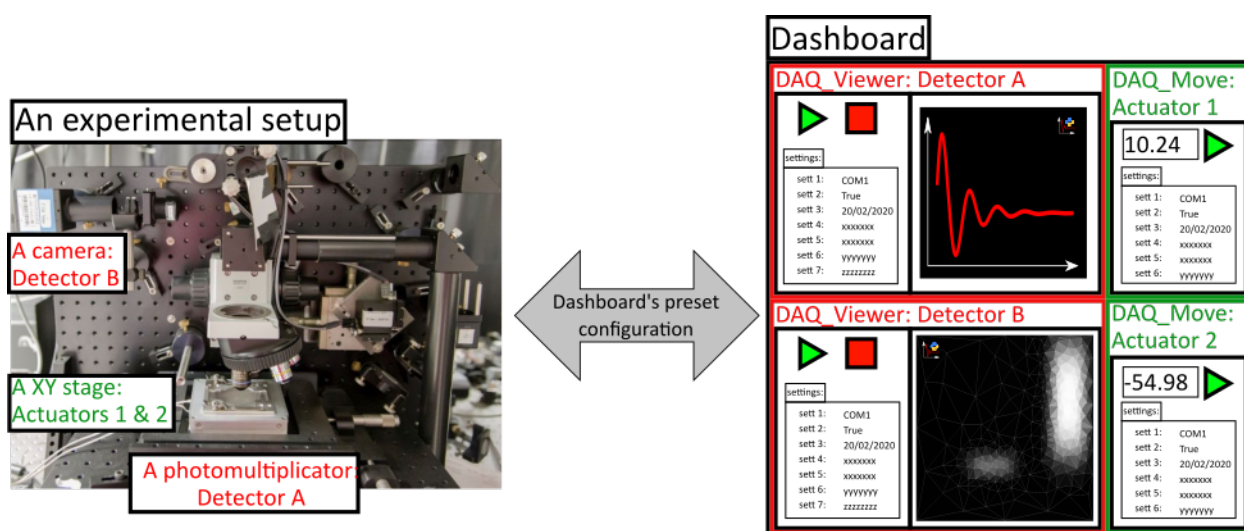 An experimental setup
A camera:
Detector B
A XY stage:
Actuators 1 & 2
A photomultiplicator:
Detector A
Dashboard's preset
configuration
Dashboard
DAQ_Viewer: Detector A
settings:
sett 1: COM1
sett 2: True
sett 3: 20/02/2020
sett 4: xxxxxxx
sett 5: xxxxxxx
sett 6: yyyyyyy
sett 7: zzzzzzzz
DAQ_Move:
Actuator 1
10.24
settings:
sett 1: COM1
sett 2: True
sett 3: 20/02/2020
sett 4: xxxxxxx
sett 5: xxxxxxx
sett 6: yyyyyyy
DAQ_Viewer: Detector B
settings:
sett 1: COM1
sett 2: True
sett 3: 20/02/2020
sett 4: xxxxxxx
sett 5: xxxxxxx
sett 6: yyyyyyy
sett 7: zzzzzzzz
DAQ_Move:
Actuator 2
-54.98
settings:
sett 1: COM1
sett 2: True
sett 3: 20/02/2020
sett 4: xxxxxxx
sett 5: xxxxxxx
sett 6: yyyyyyy